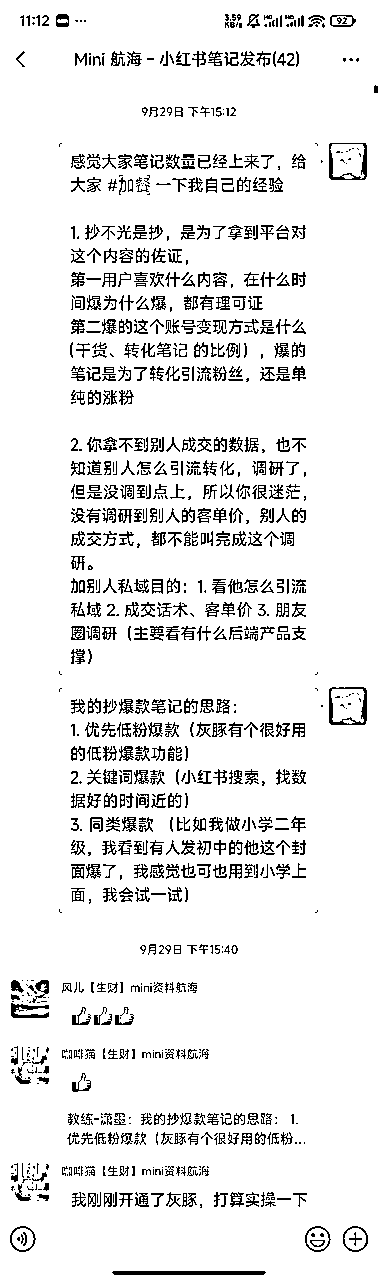 11:12
3.50 KB/s
92
Mini 航海 - 小红书笔记发布(42)
9月29日 下午15:12
感觉大家笔记数量已经上来了，给
大家 #加餐 一下我自己的经验
1. 抄不光是抄，是为了拿到平台对
这个内容的佐证，
第一用户喜欢什么内容，在什么时
间爆为什么爆，都有理可证
第二爆的这个账号变现方式是什么
（干货、转化笔记 的比例），爆的
笔记是为了转化引流粉丝，还是单
纯的涨粉
2. 你拿不到别人成交的数据，也不
知道别人怎么引流转化，调研了，
但是没调到点上，所以你很迷茫，
没有调研到别人的客单价，别人的
成交方式，都不能叫完成这个调
研。
加别人私域目的：1. 看他怎么引流
私域 2. 成交话术、客单价 3. 朋友
圈调研（主要看有什么后端产品支
撑）
我的抄爆款笔记的思路：
1. 优先低粉爆款（灰豚有个很好用
的低粉爆款功能）
2. 关键词爆款（小红书搜索，找数
据好的时间近的）
3. 同类爆款 （比如我做小学二年
级，我看到有人发初中的他这个封
面爆了，我感觉也可也用到小学上
面，我会试一试）
9月29日 下午15:40
风儿【生财】mini资料航海
咖啡猫【生财】mini资料航海
教练-潇墨：我的抄爆款笔记的思路： 1.
优先低粉爆款（灰豚有个很好用的低粉...
咖啡猫【生财】mini资料航海
我刚刚开通了灰豚，打算实操一下